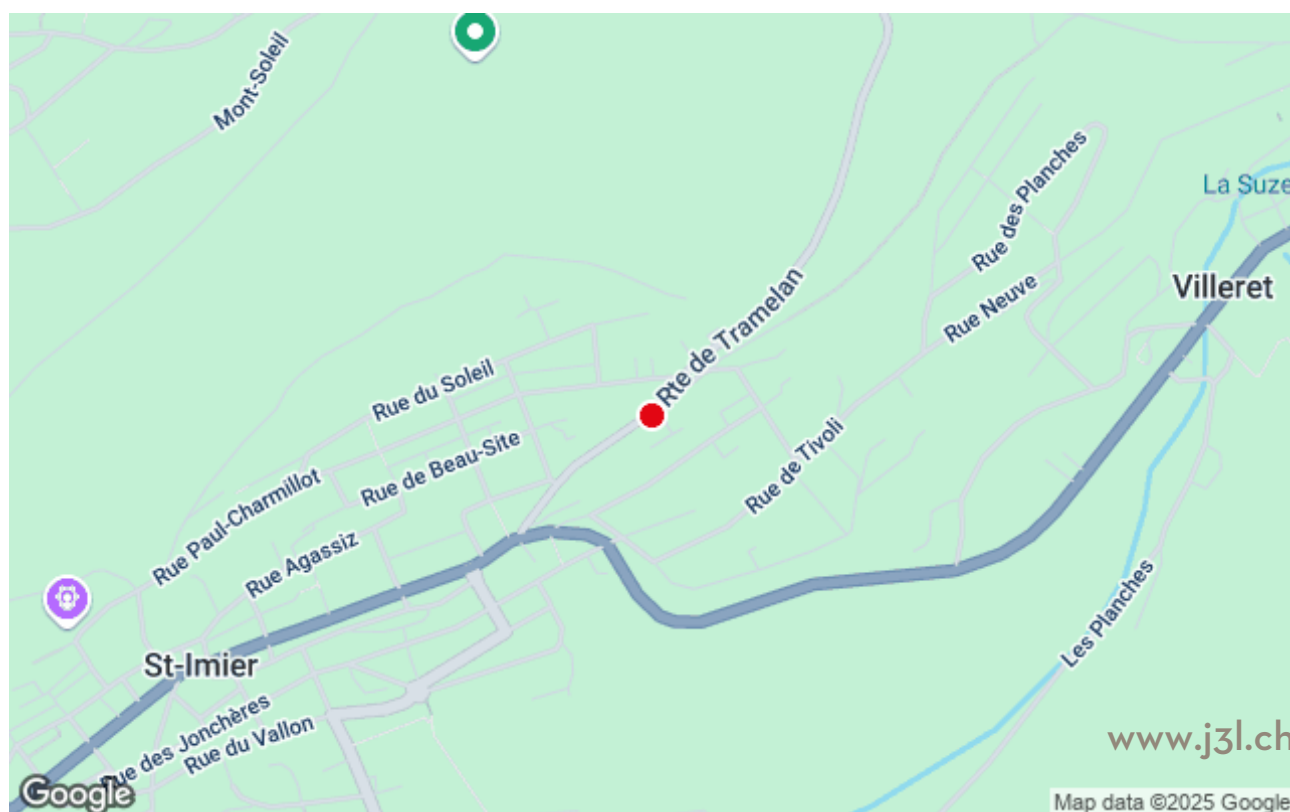 Mont-Soleil
Rue des Planches
La Suze
Villeret
Rte de Tramelan
Rue Neuve
Rue du Soleil
Rue de Beau-Site
Rue de Tivoli
Rue Paul-Charmillot
Rue Agassiz
Les Planches
St-Imier
Rue des Jonchères
Rue du Vallon
www.j3l.ch
Google
Map data ©2025 Google